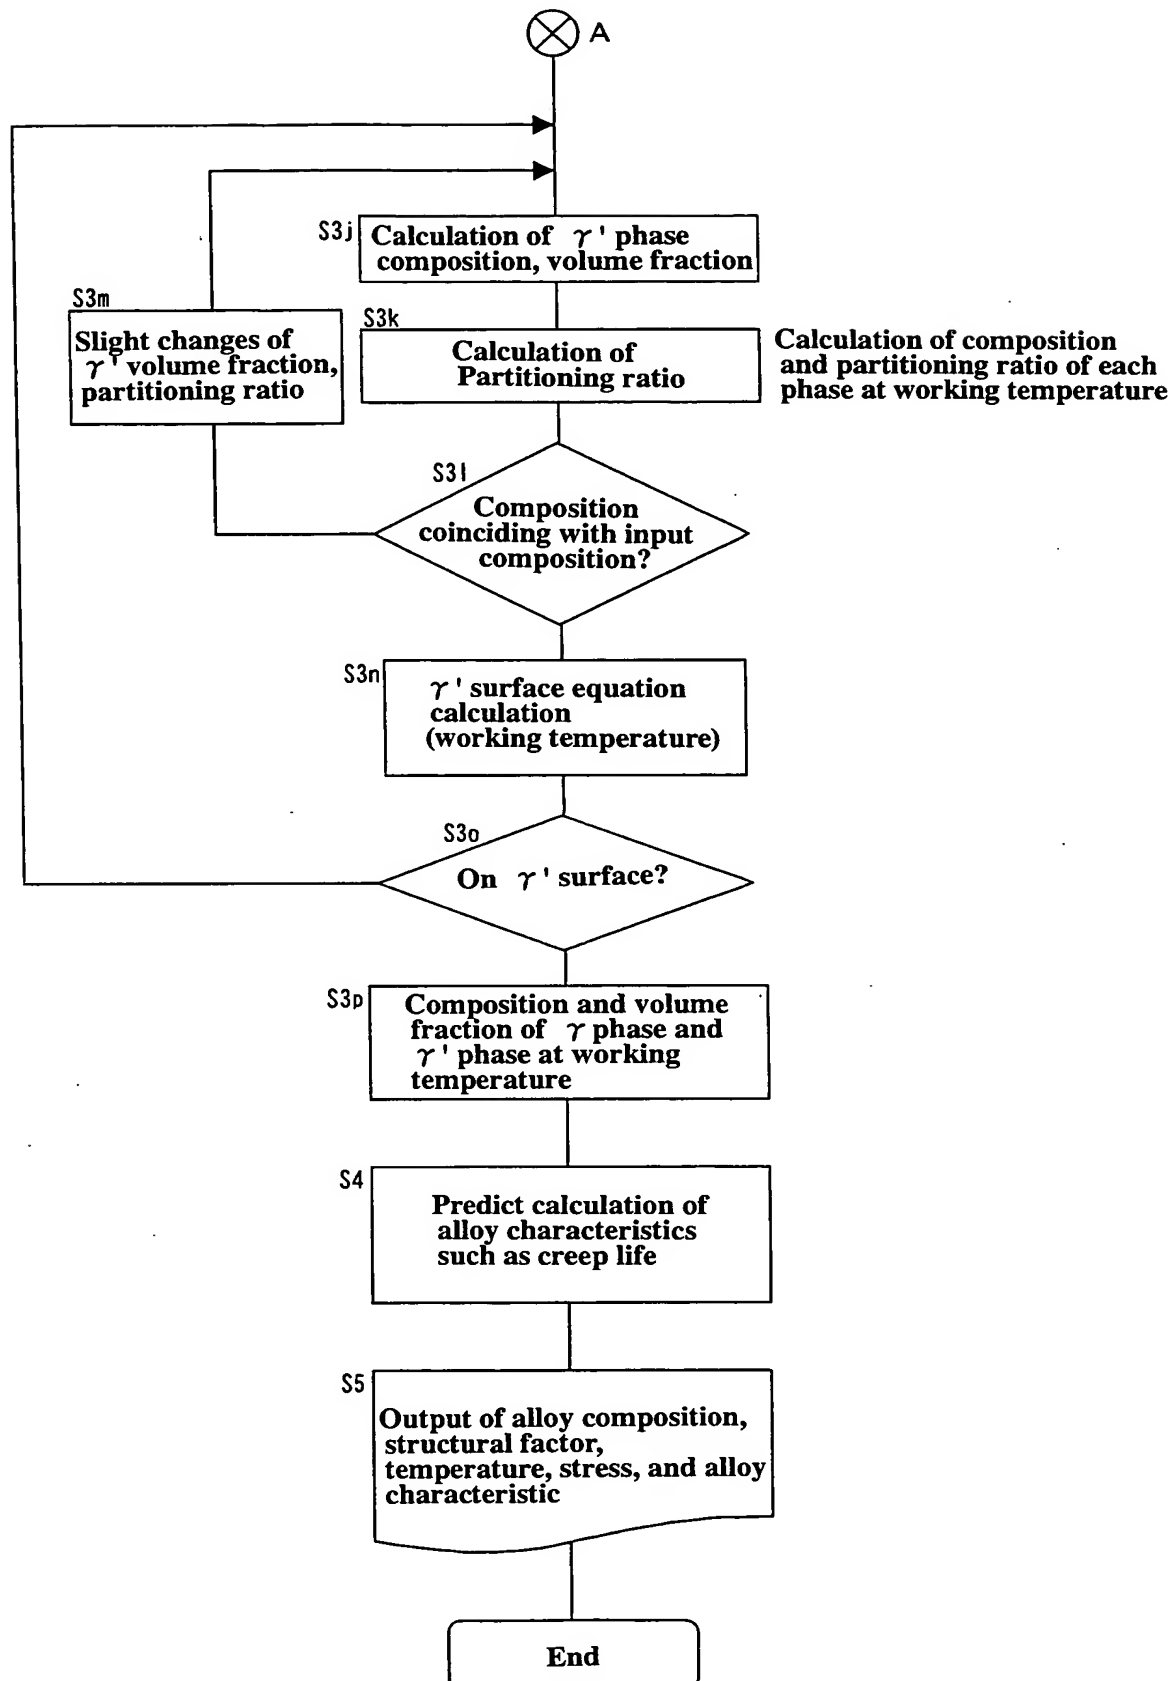 A
S3j
Calculation of γ' phase
composition, volume fraction
S3m
Slight changes of
γ' volume fraction,
partitioning ratio
S3k
Calculation of
Partitioning ratio
Calculation of composition
and partitioning ratio of each
phase at working temperature
S3l
Composition
coinciding with input
composition?
S3n
γ' surface equation
calculation
(working temperature)
S3o
On γ' surface?
S3p
Composition and volume
fraction of γ phase and
γ' phase at working
temperature
S4
Predict calculation of
alloy characteristics
such as creep life
S5
Output of alloy composition,
structural factor,
temperature, stress, and alloy
characteristic
End